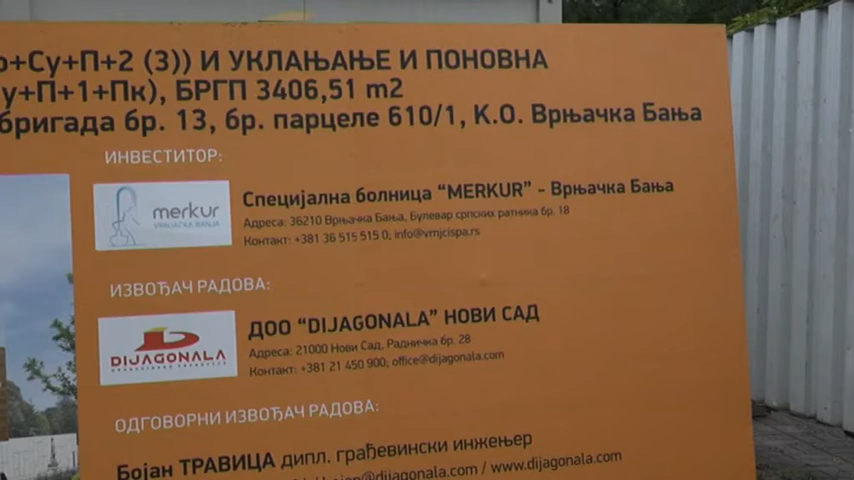 +Су+П+2 (3)) И УКЛАЊАЊЕ И ПОНОВНА
у+П+1+Пк), БРГП 3406,51 m2
бригада бр. 13, бр. парцеле 610/1, К.О. Врњачка Бања
ИНВЕСТИТОР:
merkur
VRNJAČKA BANJA
Специјална болница “MERKUR” - Врњачка Бања
Адреса: 36210 Врњачка Бања, Булевар српских ратника бр. 18
Контакт: +381 36 515 515 0; info@vrnjcispa.rs
ИЗВОЂАЧ РАДОВА:
DIJAGONALA
ДОО “DIJAGONALA” НОВИ САД
Адреса: 21000 Нови Сад, Радничка бр. 28
Контакт: +381 21 450 900; office@dijagonala.com
ОДГОВОРНИ ИЗВОЂАЧ РАДОВА:
Бојан ТРАВИЦА дипл. грађевински инжењер
bojan@dijagonala.com / www.dijagonala.com